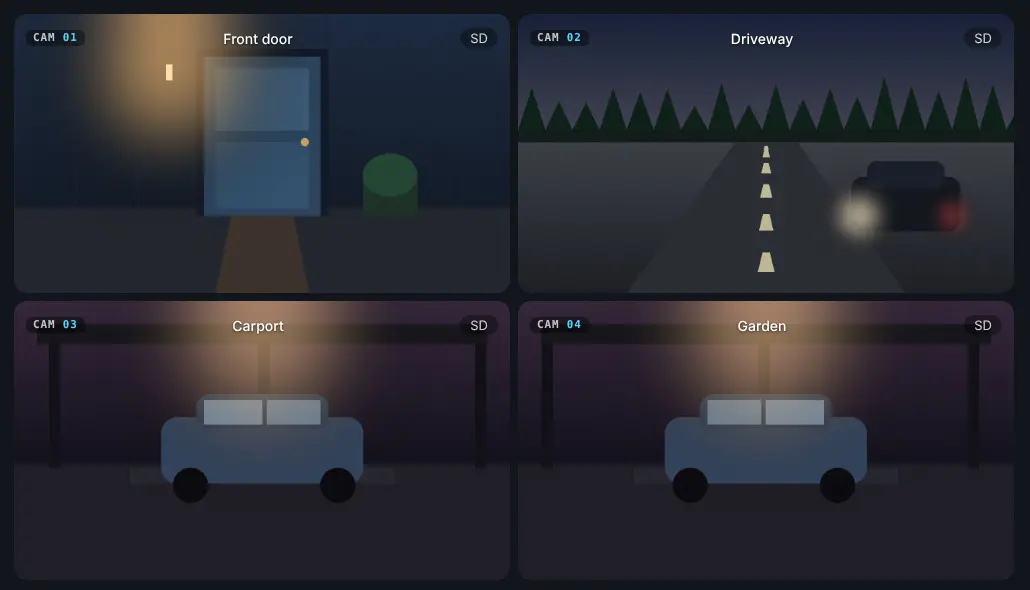 CAM 01
Front door
SD
CAM 02
Driveway
SD
CAM 03
Carport
SD
CAM 04
Garden
SD